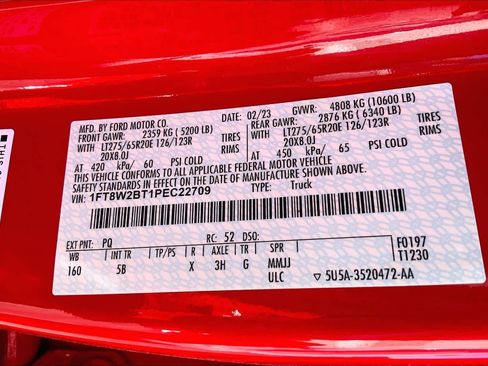 MFD. BY FORD MOTOR CO.
02/23 GVWR: 4808 KG (10600 LB)
FRONT GAWR: 2359 KG (5200 LB)
REAR GAWR: 2876 KG (6340 LB)
LT275/65R20E 126/123R TIRES LT275/65R20E 126/123R TIRES
20X8.0J RIMS 20X8.0J RIMS
AT 420 kPa/ 60 PSI COLD AT 450 kPa/ 65 PSI COLD
THIS VEHICLE CONFORMS TO ALL APPLICABLE FEDERAL MOTOR VEHICLE
SAFETY STANDARDS IN EFFECT ON THE DATE OF MANUFACTURE SHOWN ABOVE.
VIN: 1FT8W2BT1PEC22709 TYPE: Truck
EXT PNT: PQ RC: 52 DSO:
WB INT TR TP/PS R AXLE TR SPR F0197
160 5B X 3H G MMJJ T1230
ULC 5U5A-3520472-AA